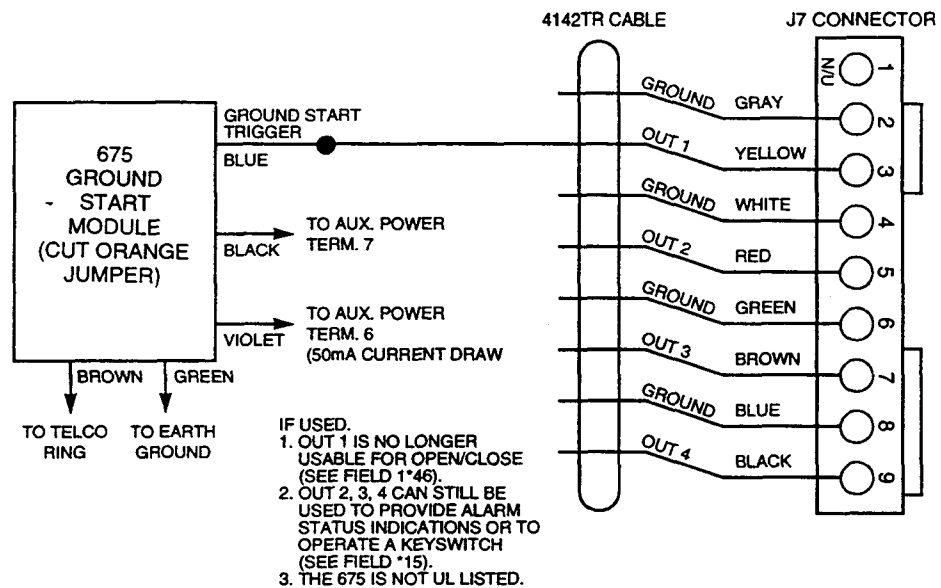 4142TR CABLE
J7 CONNECTOR
675
GROUND
START
MODULE
(CUT ORANGE
JUMPER)
GROUND START
TRIGGER
BLUE
BLACK
TO AUX. POWER
TERM. 7
VIOLET
TO AUX. POWER
TERM. 6
(50mA CURRENT DRAW
BROWN
GREEN
TO TELCO
RING
TO EARTH
GROUND
GROUND GRAY
OUT 1 YELLOW
GROUND WHITE
OUT 2 RED
GROUND GREEN
OUT 3 BROWN
GROUND BLUE
OUT 4 BLACK
N/U
1
2
3
4
5
6
7
8
9
IF USED.
1. OUT 1 IS NO LONGER
USABLE FOR OPEN/CLOSE
(SEE FIELD 1*46).
2. OUT 2, 3, 4 CAN STILL BE
USED TO PROVIDE ALARM
STATUS INDICATIONS OR TO
OPERATE A KEYSWITCH
(SEE FIELD *15).
3. THE 675 IS NOT UL LISTED.